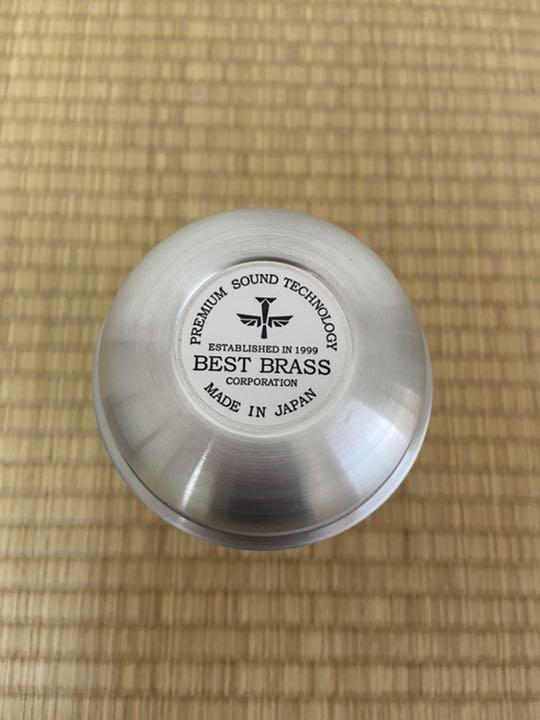 PREMIUM SOUND TECHNOLOGY
ESTABLISHED IN 1999
BEST BRASS
CORPORATION
MADE IN JAPAN